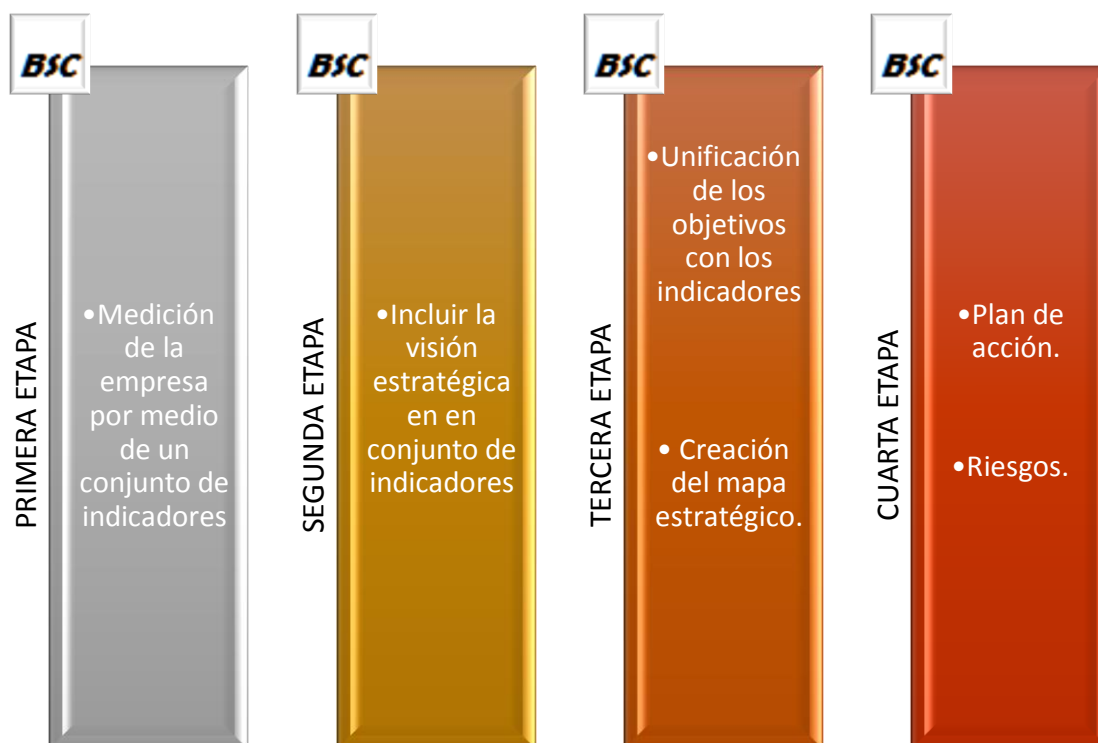 BSC
PRIMERA ETAPA
•Medición
de la
empresa
por medio
de un
conjunto de
indicadores
BSC
SEGUNDA ETAPA
•Incluir la
visión
estratégica
en en
conjunto de
indicadores
BSC
TERCERA ETAPA
•Unificación
de los
objetivos
con los
indicadores
• Creación
del mapa
estratégico.
BSC
CUARTA ETAPA
•Plan de
acción.
•Riesgos.